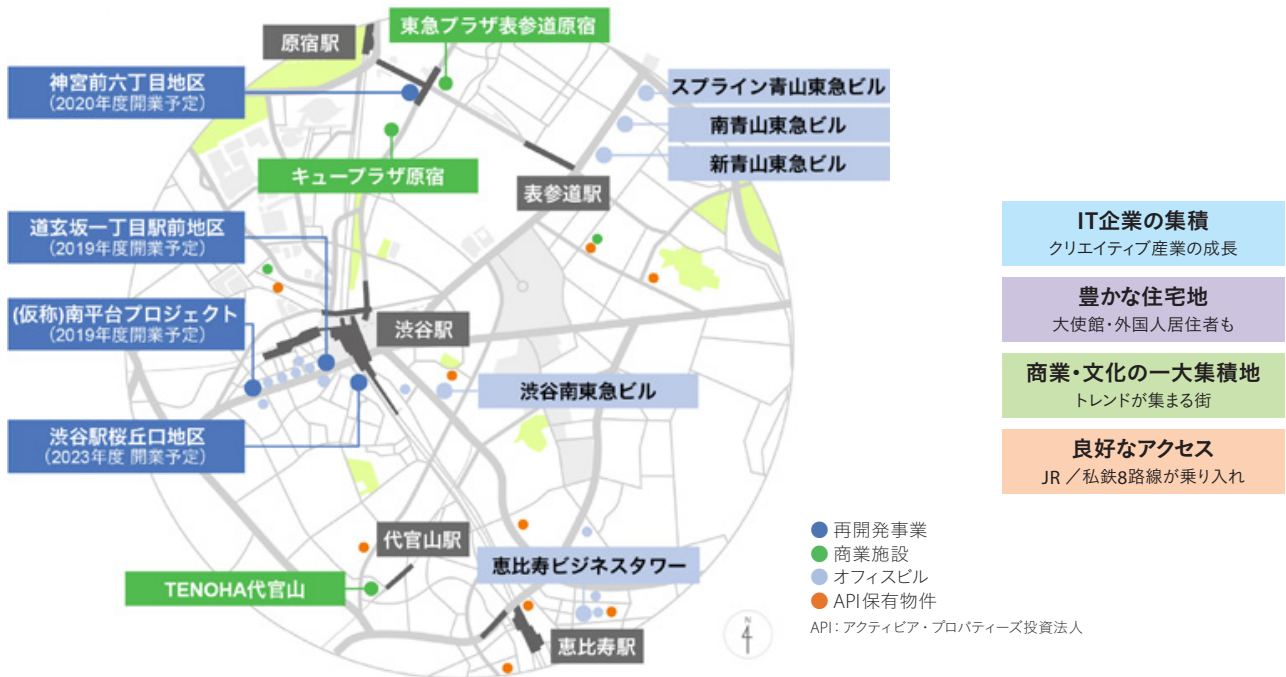 原宿駅
東急プラザ表参道原宿
神宮前六丁目地区
(2020年度開業予定)
キュープラザ原宿
スプライン青山東急ビル
南青山東急ビル
新青山東急ビル
表参道駅
道玄坂一丁目駅前地区
(2019年度開業予定)
(仮称)南平台プロジェクト
(2019年度開業予定)
渋谷駅
渋谷南東急ビル
渋谷駅桜丘口地区
(2023年度 開業予定)
代官山駅
TENOHA代官山
恵比寿ビジネスタワー
恵比寿駅
N
IT企業の集積
クリエイティブ産業の成長
豊かな住宅地
大使館・外国人居住者も
商業・文化の一大集積地
トレンドが集まる街
良好なアクセス
JR／私鉄8路線が乗り入れ
再開発事業
商業施設
オフィスビル
API保有物件
API：アクティビア・プロパティーズ投資法人